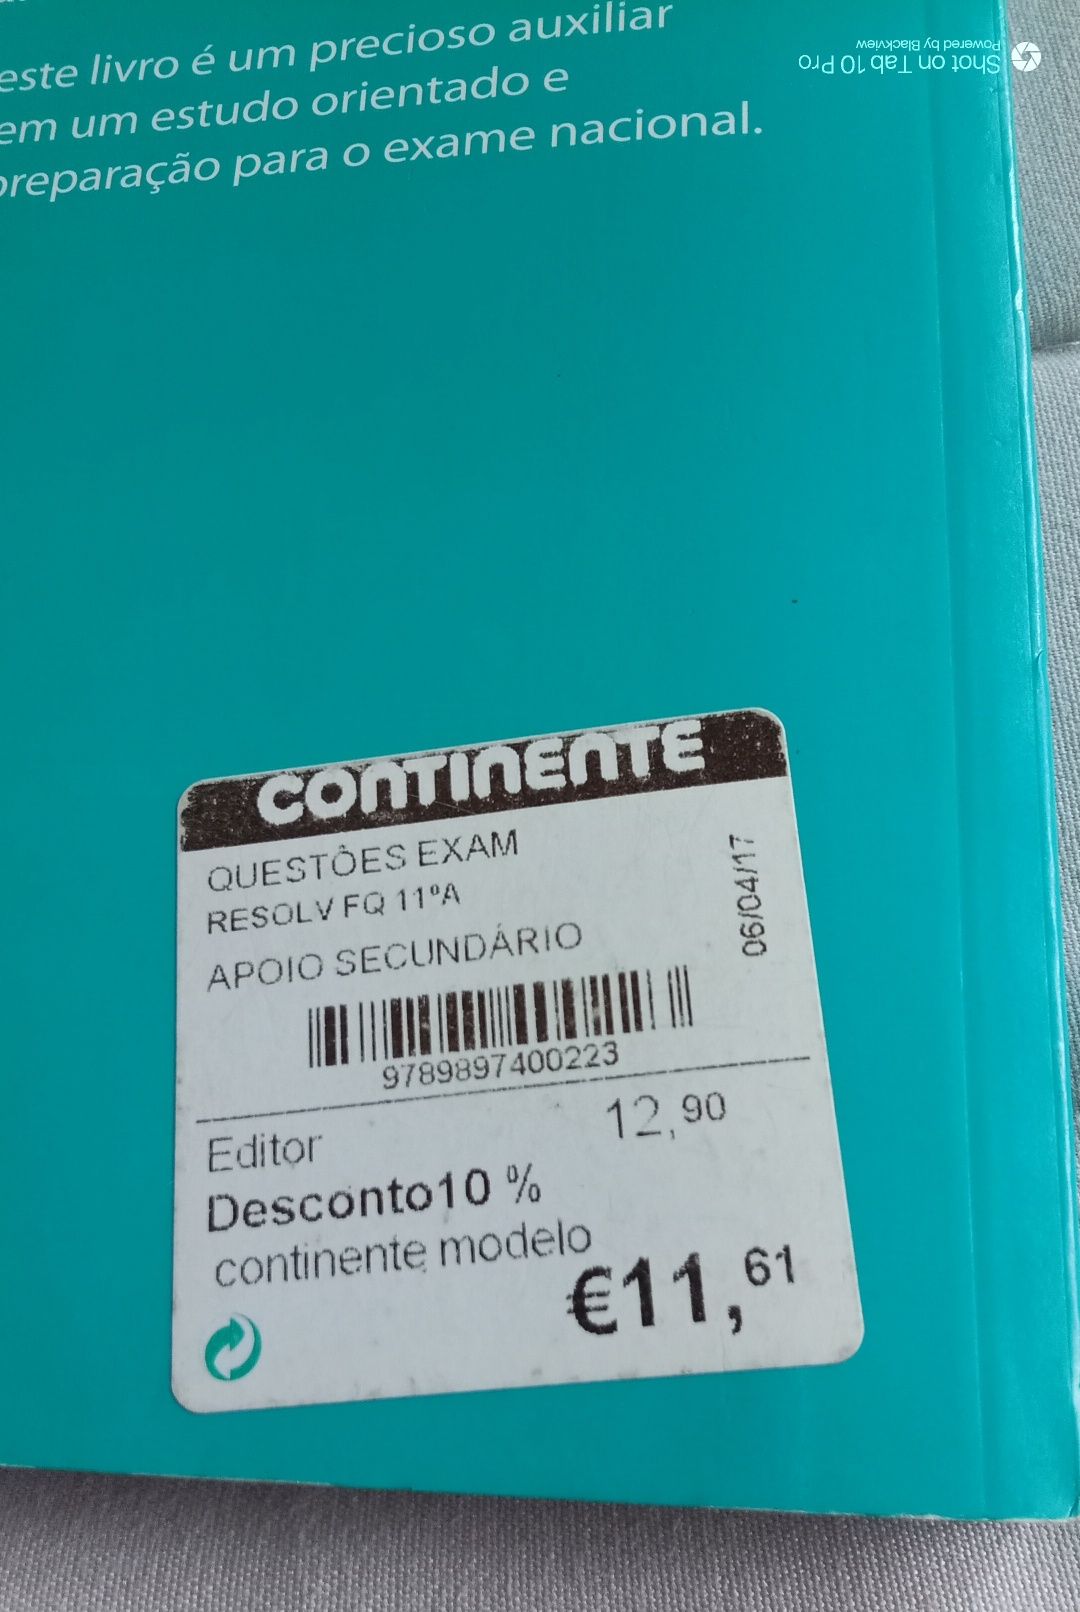 este livro é um precioso auxiliar
em um estudo orientado e
preparação para o exame nacional.
Shot on Tab 10 Pro
Powered by Blackview
CONTINENTE
QUESTÕES EXAM
RESOLV FQ 11ºA
APOIO SECUNDÁRIO
06/04/17
9789897400223
Editor 12,90
Desconto10 %
continente modelo
€11,61